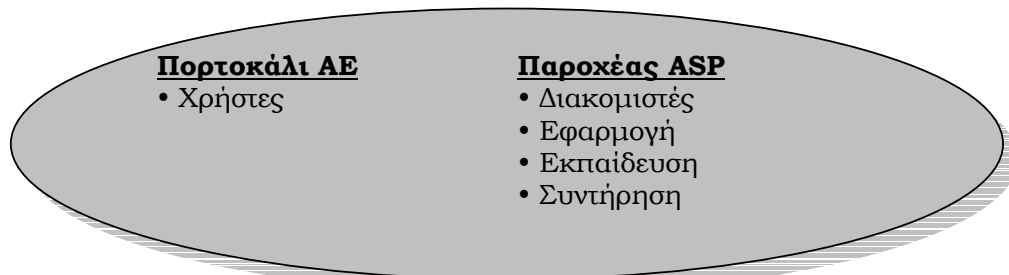 Πορτοκάλι ΑΕ
• Χρήστες
Παροχέας ASP
• Διακομιστές
• Εφαρμογή
• Εκπαίδευση
• Συντήρηση